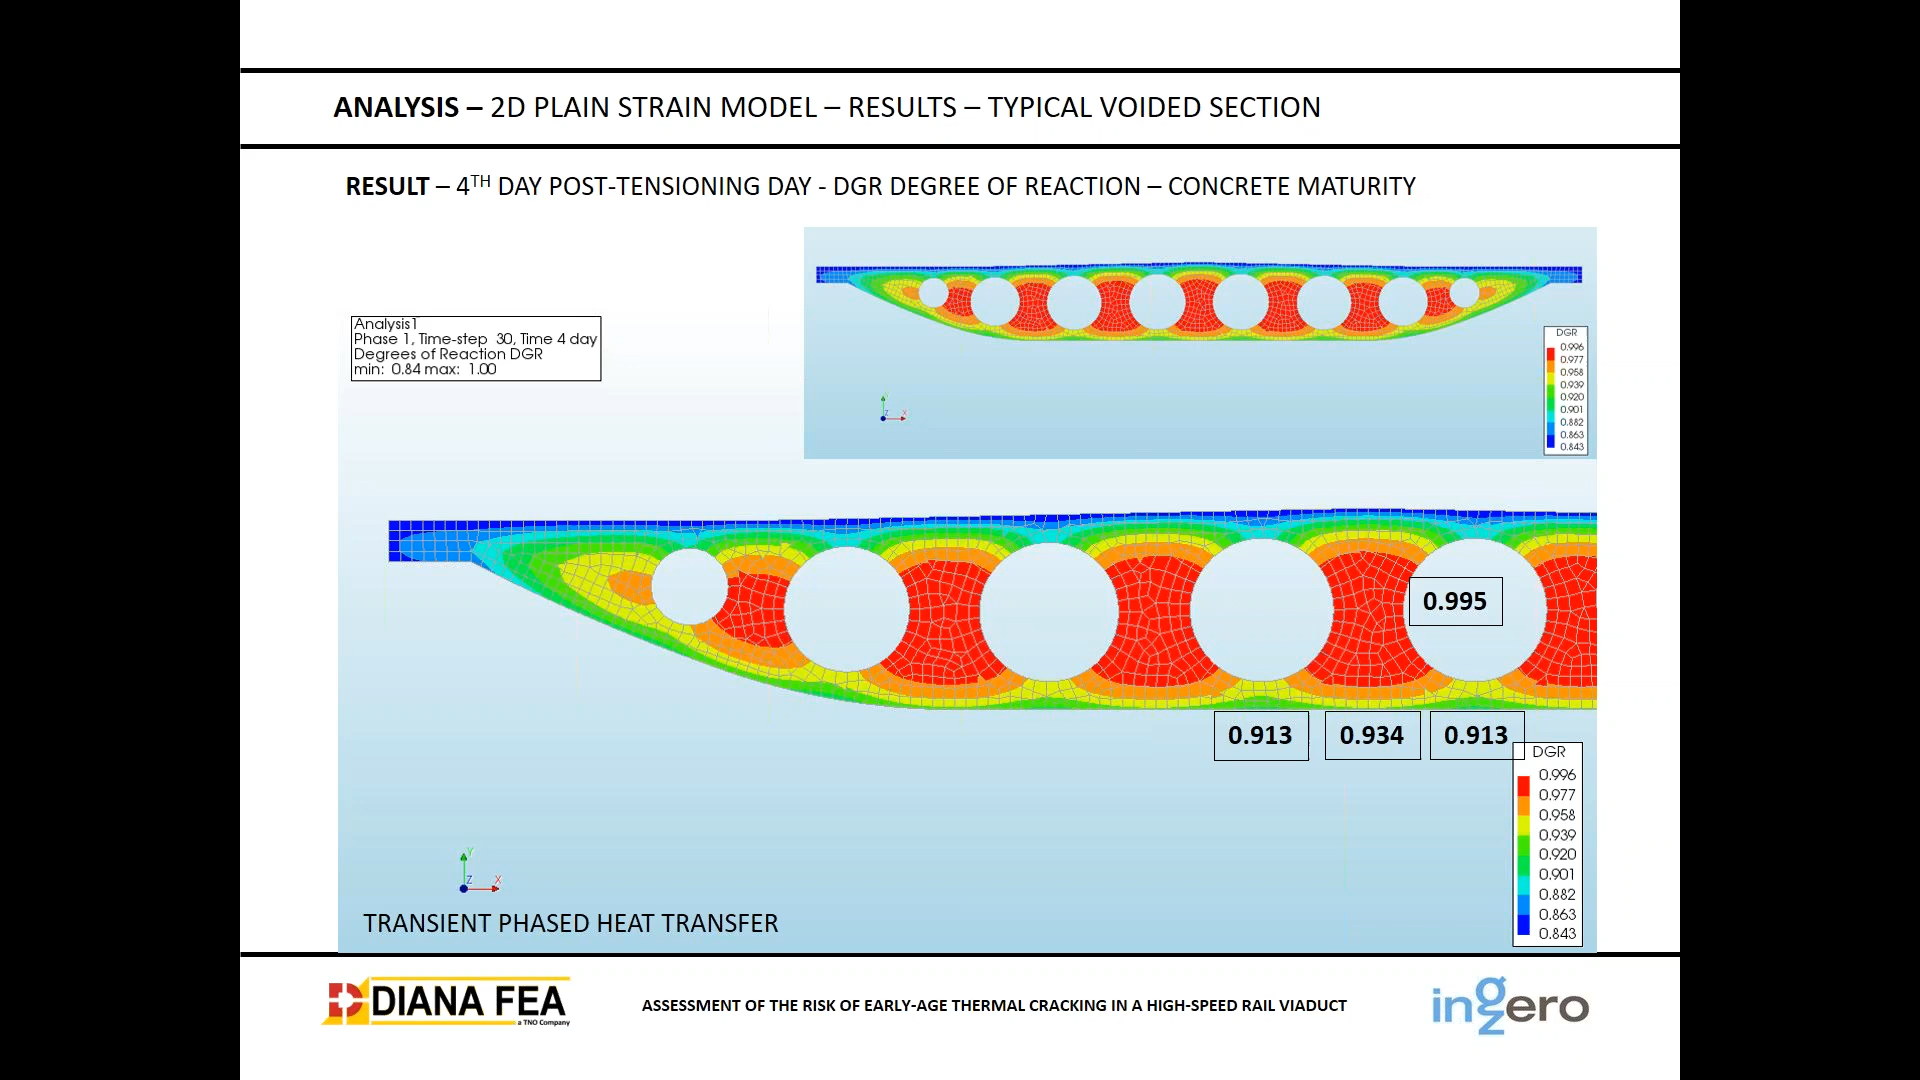 ANALYSIS – 2D PLAIN STRAIN MODEL – RESULTS – TYPICAL VOIDED SECTION
RESULT – 4TH DAY POST-TENSIONING DAY - DGR DEGREE OF REACTION – CONCRETE MATURITY
Analysis1
Phase 1, Time-step 30, Time 4 day
Degrees of Reaction DGR
min: 0.84 max: 1.00
DGR
0.996
0.977
0.958
0.939
0.920
0.901
0.882
0.863
0.843
Y
Z X
0.995
0.913 0.934 0.913
DGR
0.996
0.977
0.958
0.939
0.920
0.901
0.882
0.863
0.843
Y
Z X
TRANSIENT PHASED HEAT TRANSFER
DIANA FEA
a TNO Company
ASSESSMENT OF THE RISK OF EARLY-AGE THERMAL CRACKING IN A HIGH-SPEED RAIL VIADUCT
ingzero